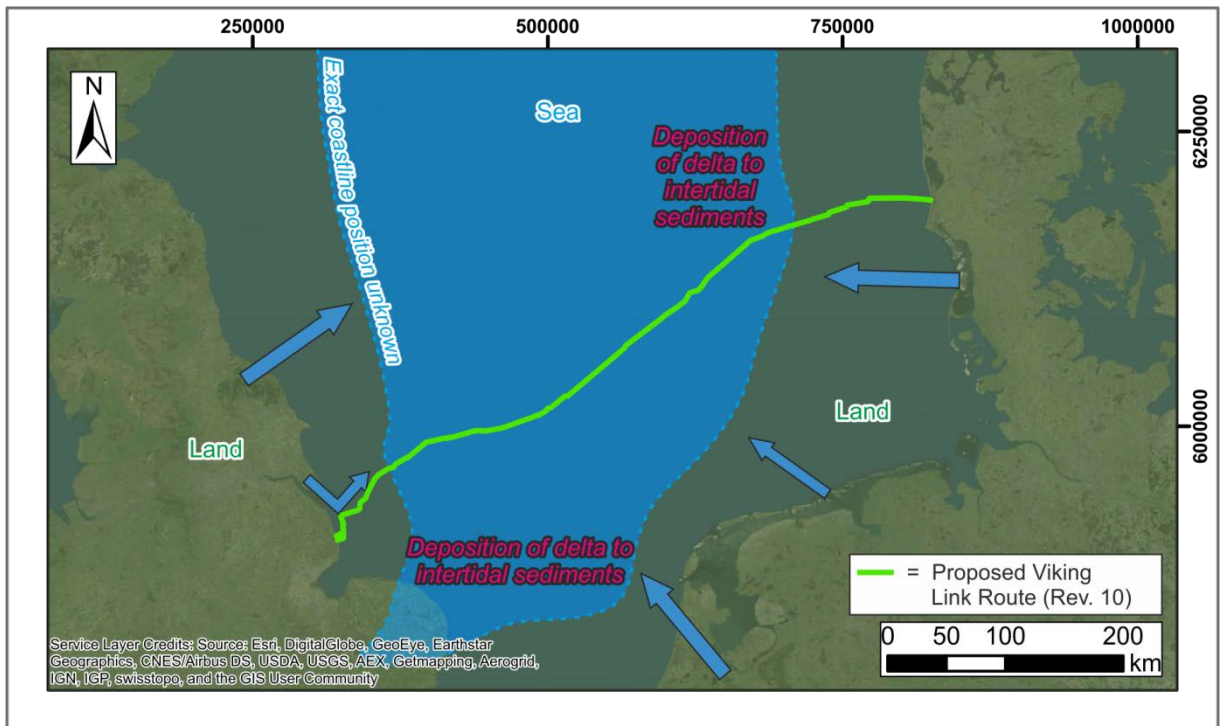 250000
500000
750000
1000000
N
Exact coastline position unknown
Sea
Deposition
of delta to
intertidal
sediments
6250000
Land
Land
6000000
Deposition of delta to
intertidal sediments
= Proposed Viking
Link Route (Rev. 10)
0 50 100 200
km
Service Layer Credits: Source: Esri, DigitalGlobe, GeoEye, Earthstar
Geographics, CNES/Airbus DS, USDA, USGS, AEX, Getmapping, Aerogrid,
IGN, IGP, swisstopo, and the GIS User Community